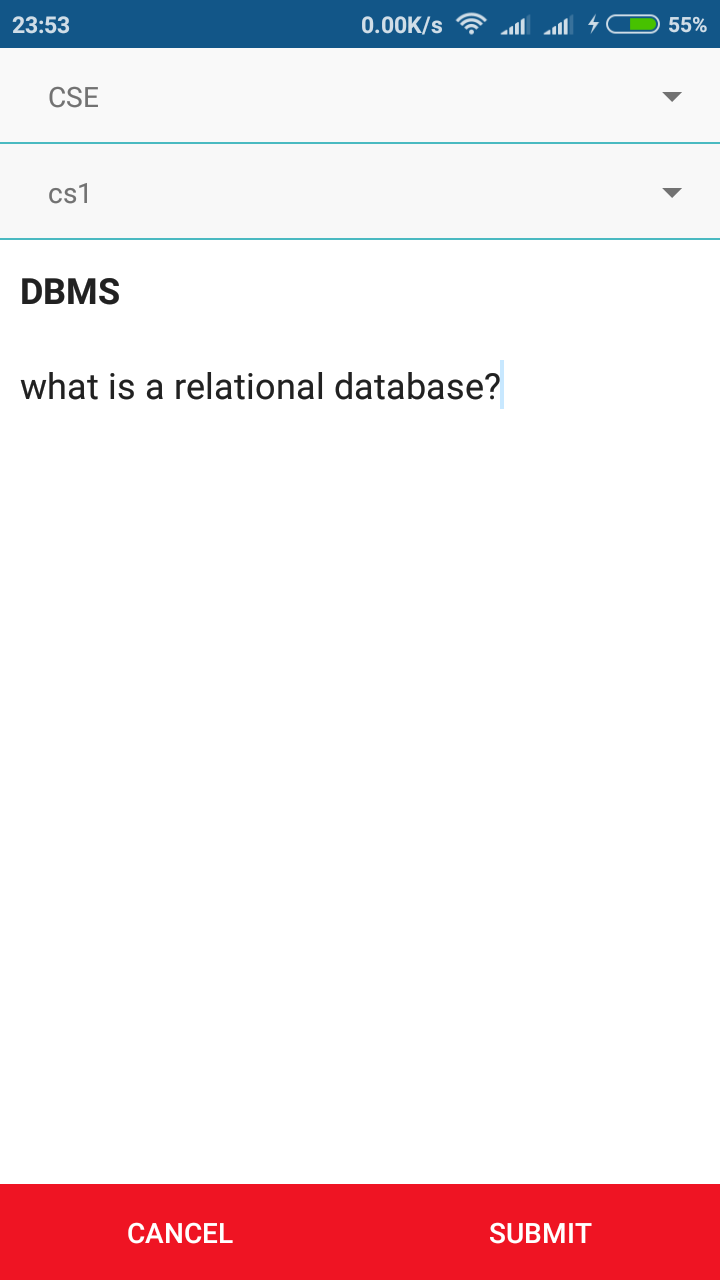 23:53 0.00K/s 55%
CSE
cs1
DBMS
what is a relational database?
CANCEL SUBMIT